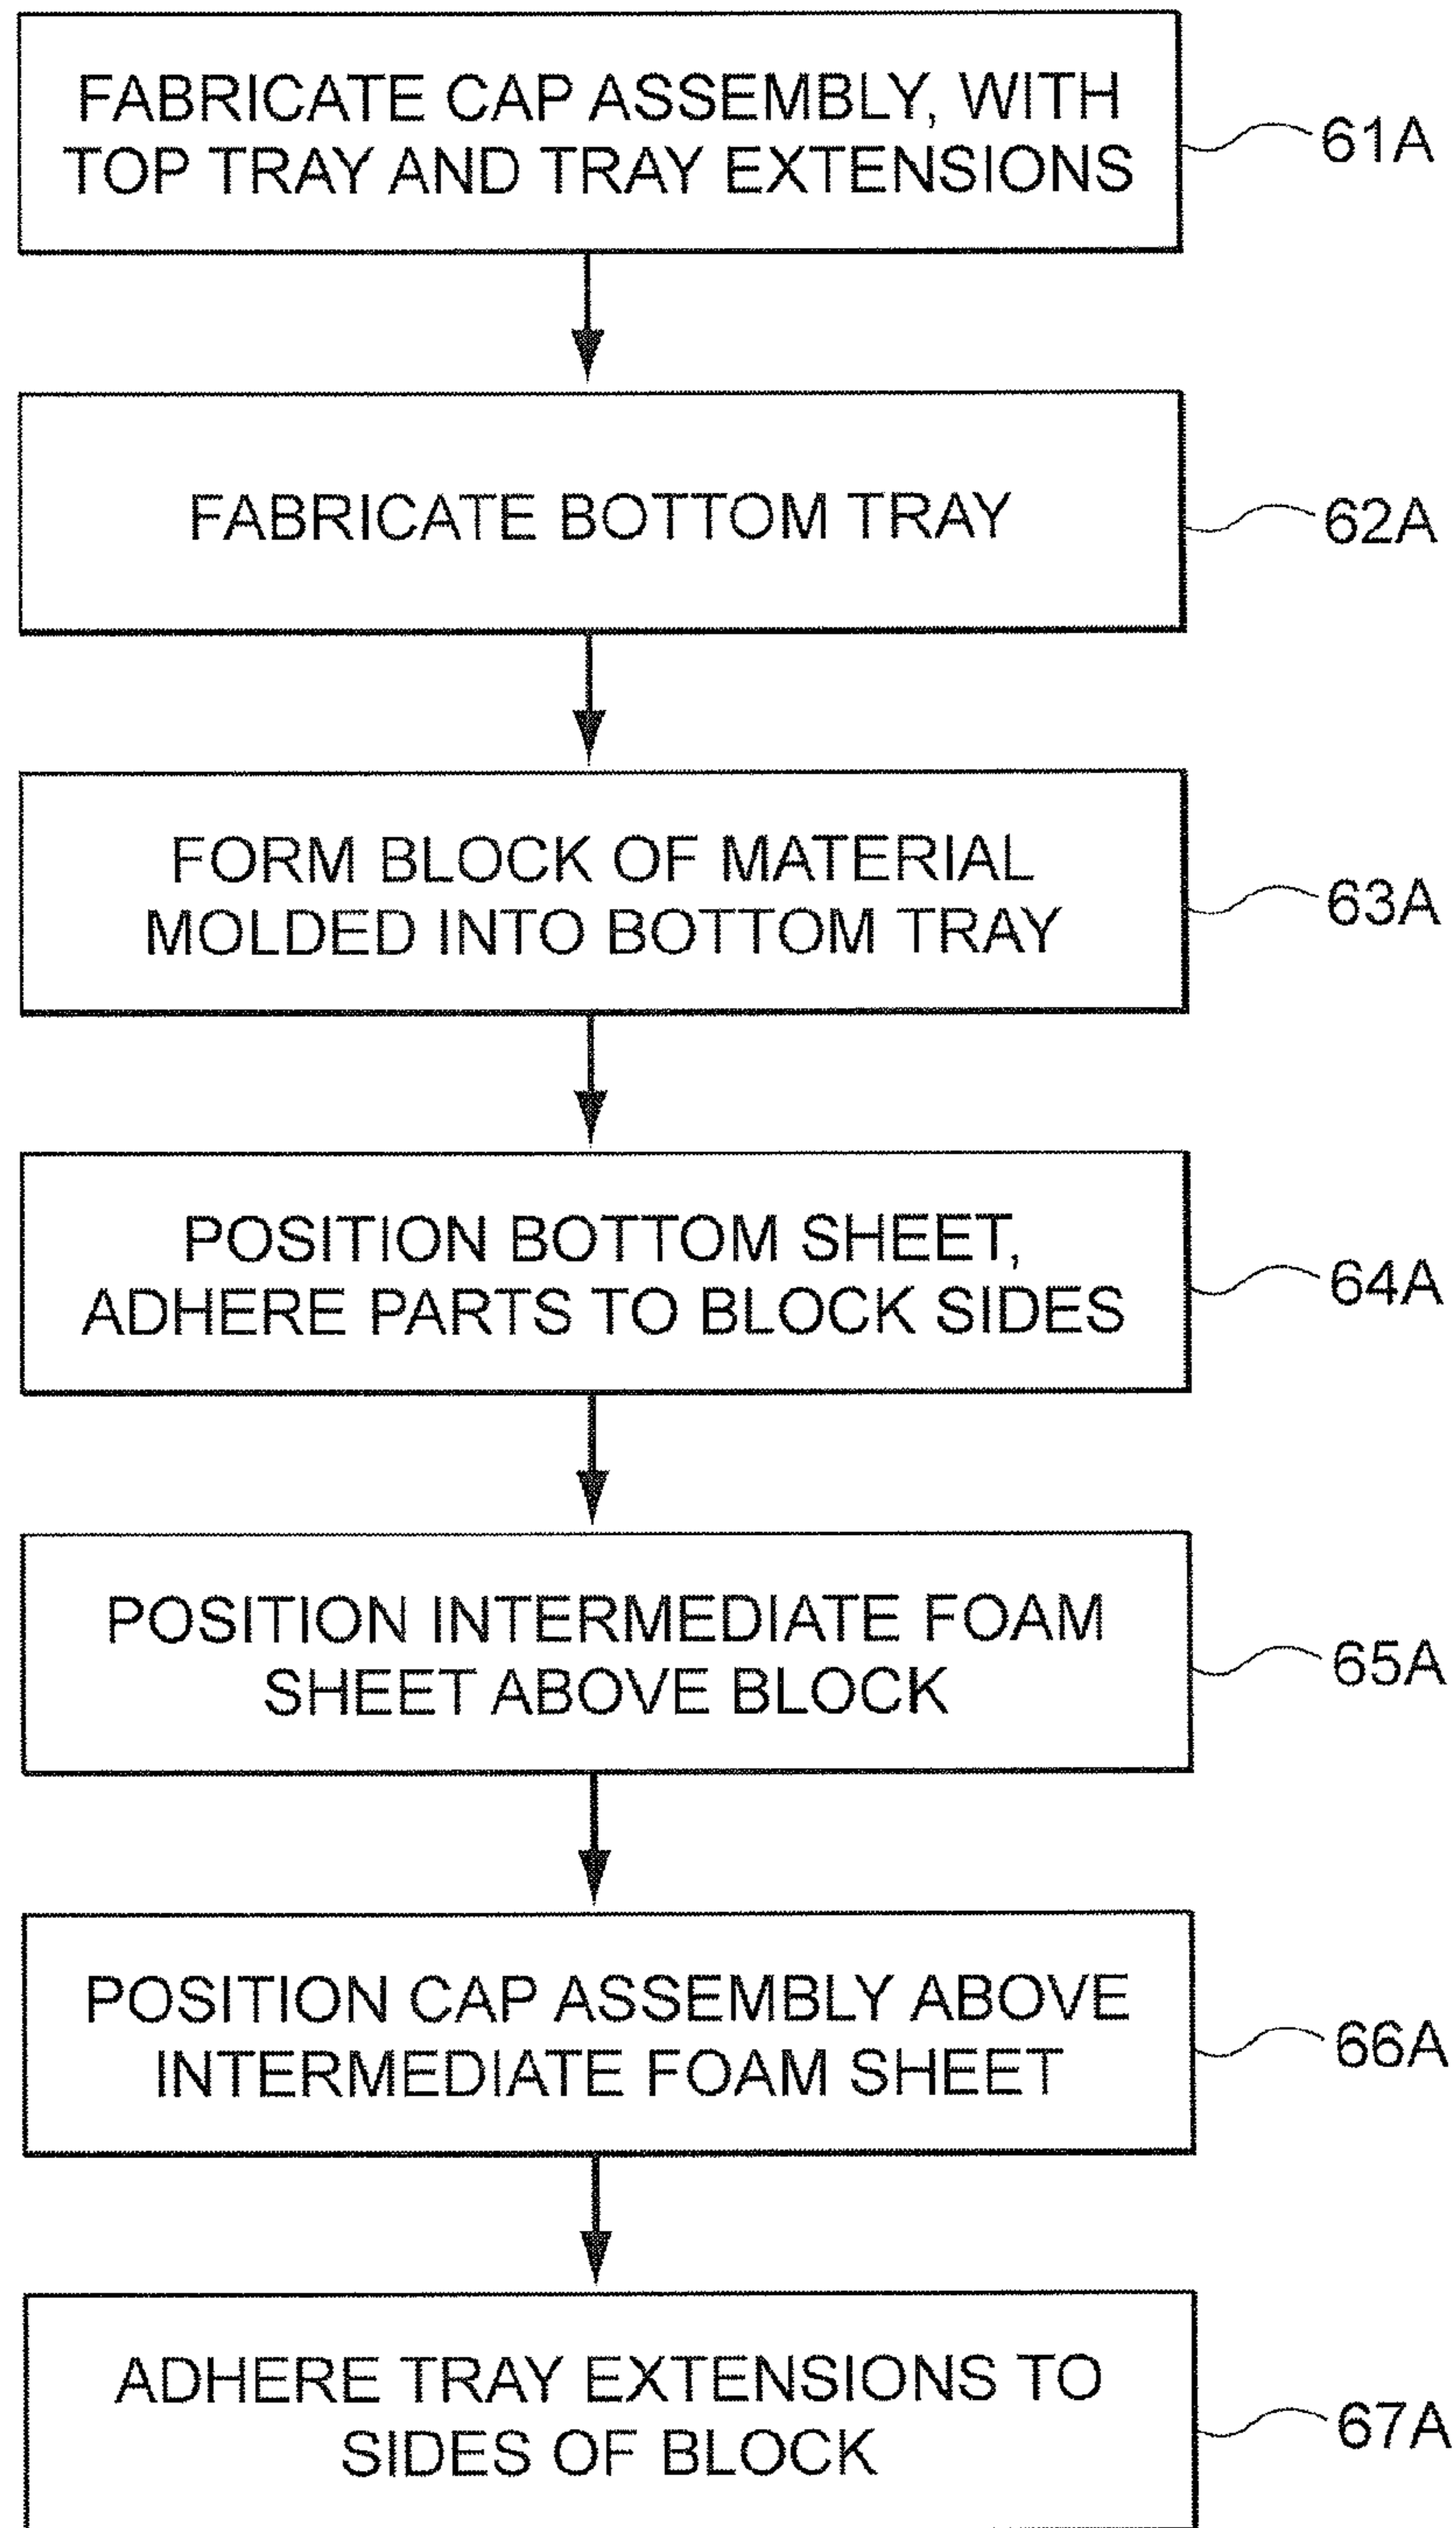 FABRICATE CAP ASSEMBLY, WITH
TOP TRAY AND TRAY EXTENSIONS
61A
FABRICATE BOTTOM TRAY
62A
FORM BLOCK OF MATERIAL
MOLDED INTO BOTTOM TRAY
63A
POSITION BOTTOM SHEET,
ADHERE PARTS TO BLOCK SIDES
64A
POSITION INTERMEDIATE FOAM
SHEET ABOVE BLOCK
65A
POSITION CAP ASSEMBLY ABOVE
INTERMEDIATE FOAM SHEET
66A
ADHERE TRAY EXTENSIONS TO
SIDES OF BLOCK
67A